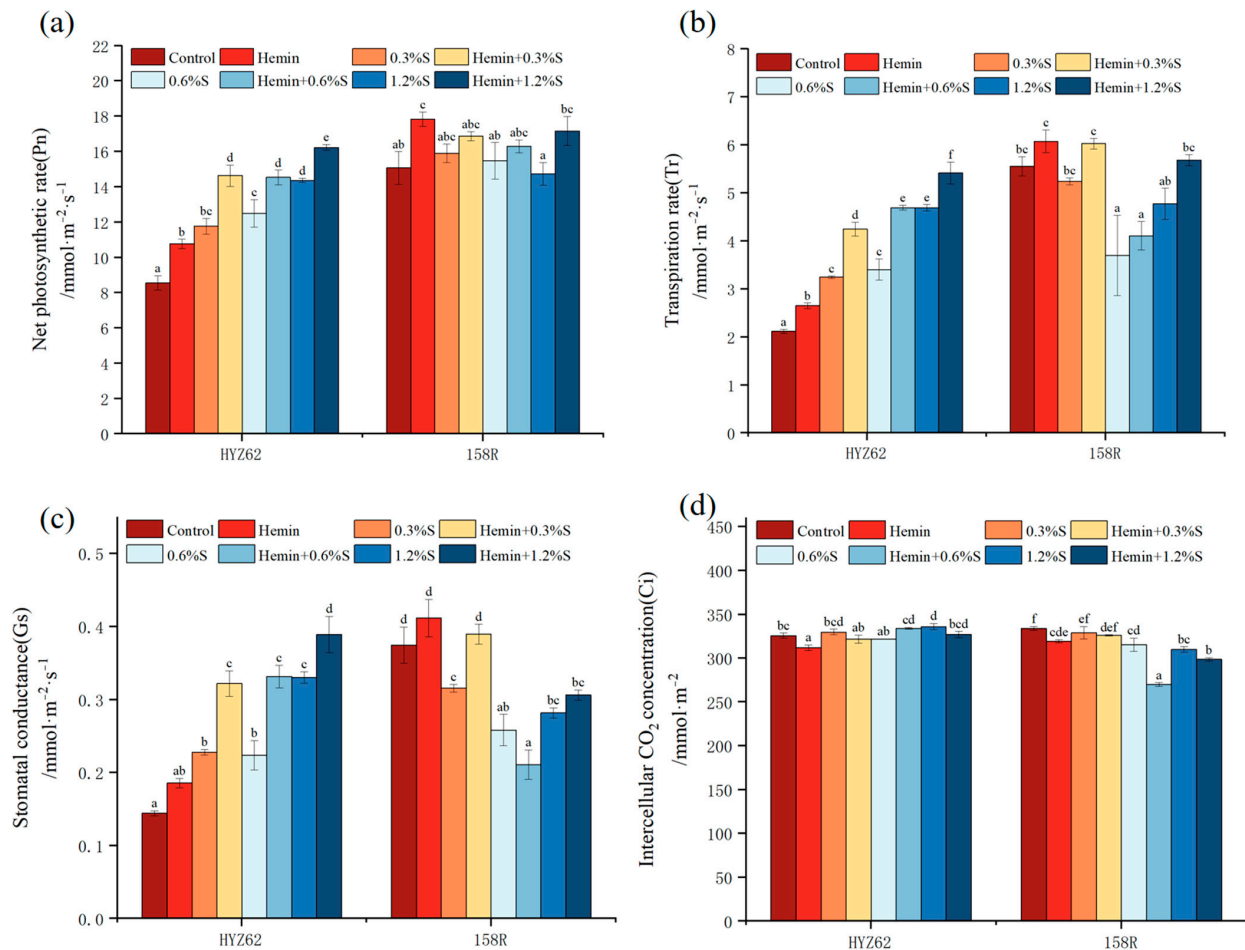 (a)
Control Hemin 0.3%S Hemin+0.3%S
0.6%S Hemin+0.6%S 1.2%S Hemin+1.2%S
Net photosynthetic rate(Pn)
/mmol·m⁻²·s⁻¹
22
20
18
16
14
12
10
8
6
4
2
0
a b bc d c d d e
ab c abc abc ab abc a bc
HYZ62 158R
(b)
Control Hemin 0.3%S Hemin+0.3%S
0.6%S Hemin+0.6%S 1.2%S Hemin+1.2%S
Transpiration rate(Tr)
/mmol·m⁻²·s⁻¹
8
7
6
5
4
3
2
1
0
a b c d c e e f
bc c bc c a a ab bc
HYZ62 158R
(c)
Control Hemin 0.3%S Hemin+0.3%S
0.6%S Hemin+0.6%S 1.2%S Hemin+1.2%S
Stomatal conductance(Gs)
/mmol·m⁻²·s⁻¹
0.5
0.4
0.3
0.2
0.1
0.0
a ab b c b c c d
d d c d ab a bc bc
HYZ62 158R
(d)
Control Hemin 0.3%S Hemin+0.3%S
0.6%S Hemin+0.6%S 1.2%S Hemin+1.2%S
Intercellular CO₂ concentration(Ci)
/mmol·m⁻²
450
400
350
300
250
200
150
100
50
0
bc a bcd ab ab cd d bcd
f cde ef def cd a bc b
HYZ62 158R